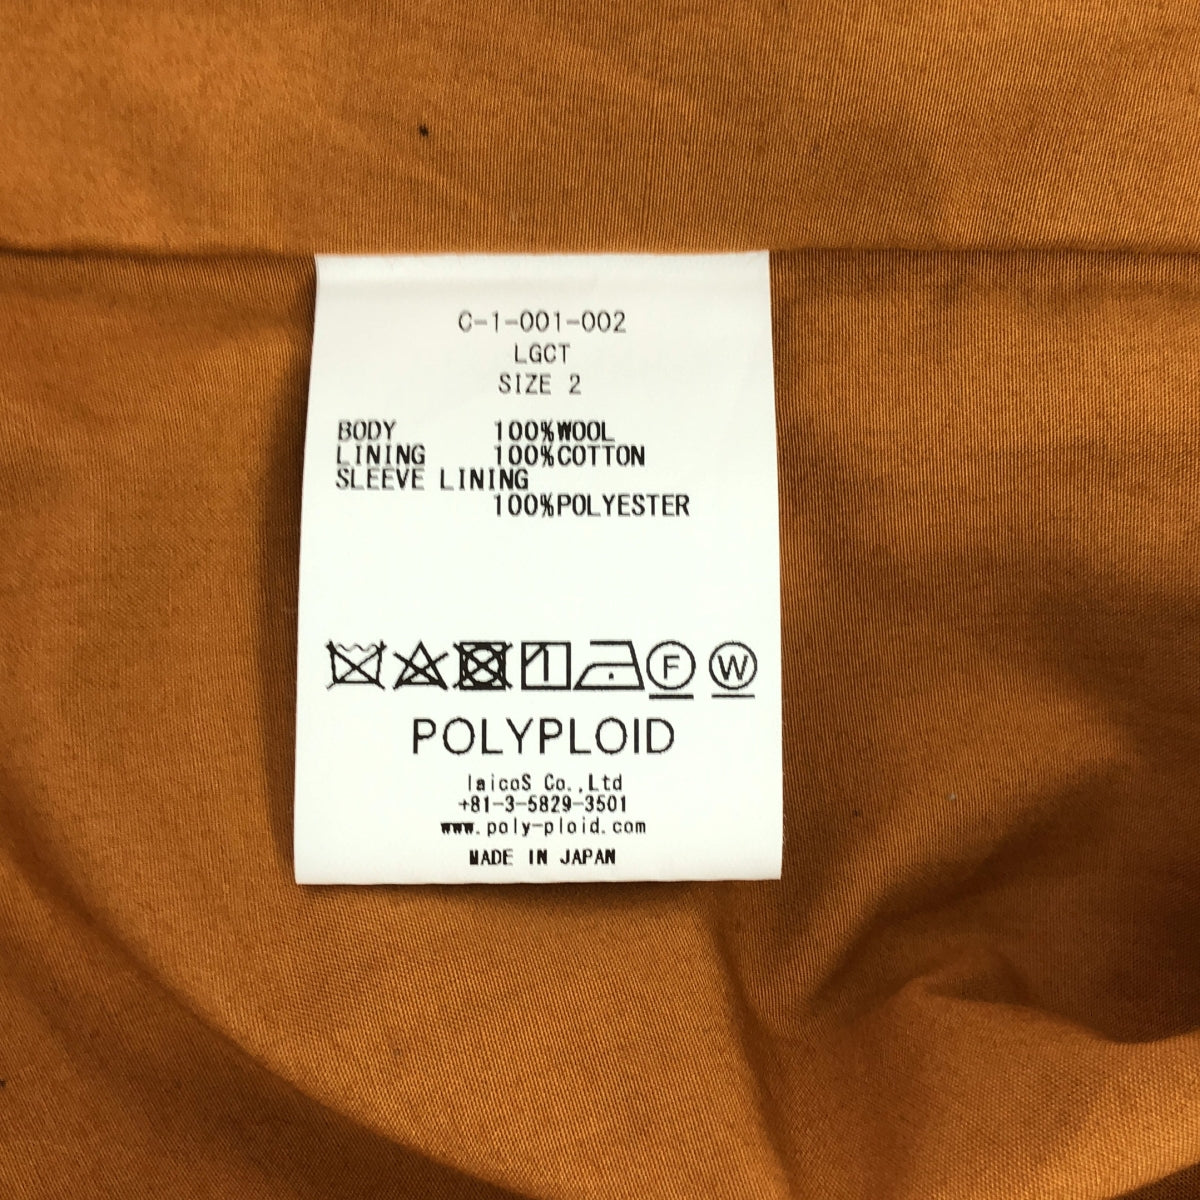 C-1-001-002
LGCT
SIZE 2
BODY 100%WOOL
LINING 100%COTTON
SLEEVE LINING
100%POLYESTER
F W
POLYPLOID
laicoS Co.,Ltd
+81-3-5829-3501
www.poly-ploid.com
MADE IN JAPAN